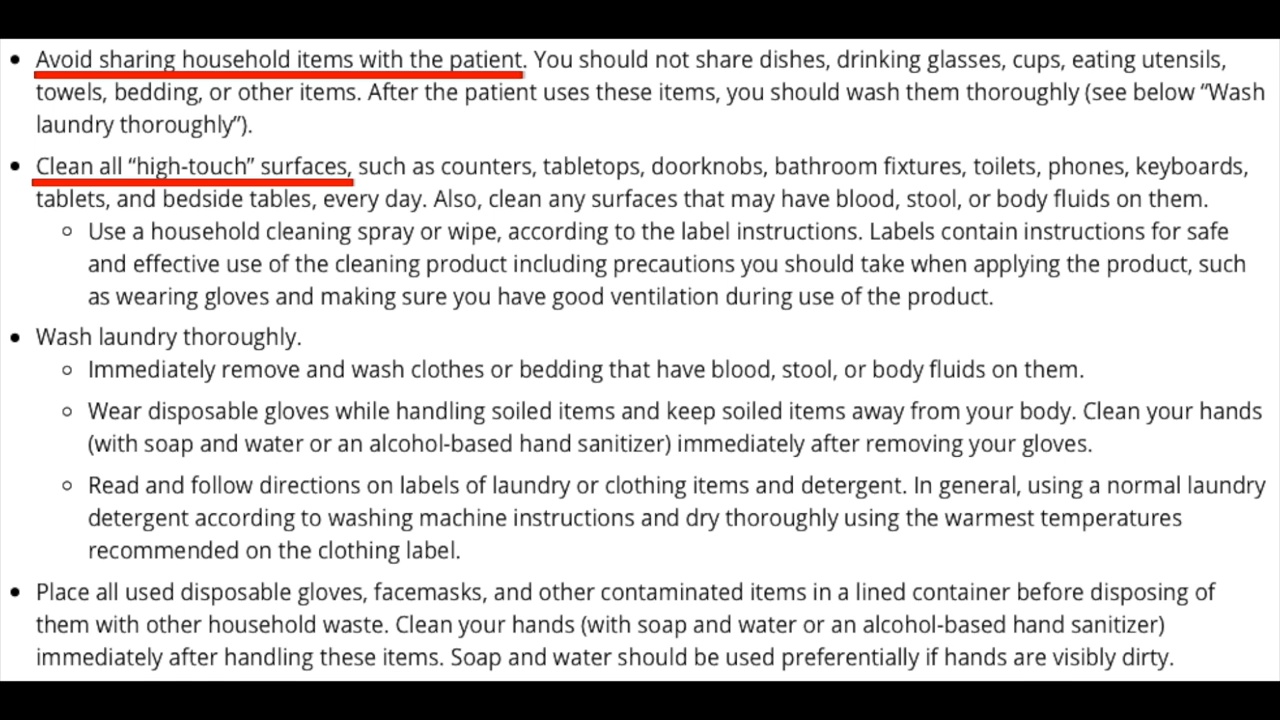 • Avoid sharing household items with the patient. You should not share dishes, drinking glasses, cups, eating utensils,
towels, bedding, or other items. After the patient uses these items, you should wash them thoroughly (see below “Wash
laundry thoroughly”).
• Clean all “high-touch” surfaces, such as counters, tabletops, doorknobs, bathroom fixtures, toilets, phones, keyboards,
tablets, and bedside tables, every day. Also, clean any surfaces that may have blood, stool, or body fluids on them.
◦ Use a household cleaning spray or wipe, according to the label instructions. Labels contain instructions for safe
and effective use of the cleaning product including precautions you should take when applying the product, such
as wearing gloves and making sure you have good ventilation during use of the product.
• Wash laundry thoroughly.
◦ Immediately remove and wash clothes or bedding that have blood, stool, or body fluids on them.
◦ Wear disposable gloves while handling soiled items and keep soiled items away from your body. Clean your hands
(with soap and water or an alcohol-based hand sanitizer) immediately after removing your gloves.
◦ Read and follow directions on labels of laundry or clothing items and detergent. In general, using a normal laundry
detergent according to washing machine instructions and dry thoroughly using the warmest temperatures
recommended on the clothing label.
• Place all used disposable gloves, facemasks, and other contaminated items in a lined container before disposing of
them with other household waste. Clean your hands (with soap and water or an alcohol-based hand sanitizer)
immediately after handling these items. Soap and water should be used preferentially if hands are visibly dirty.